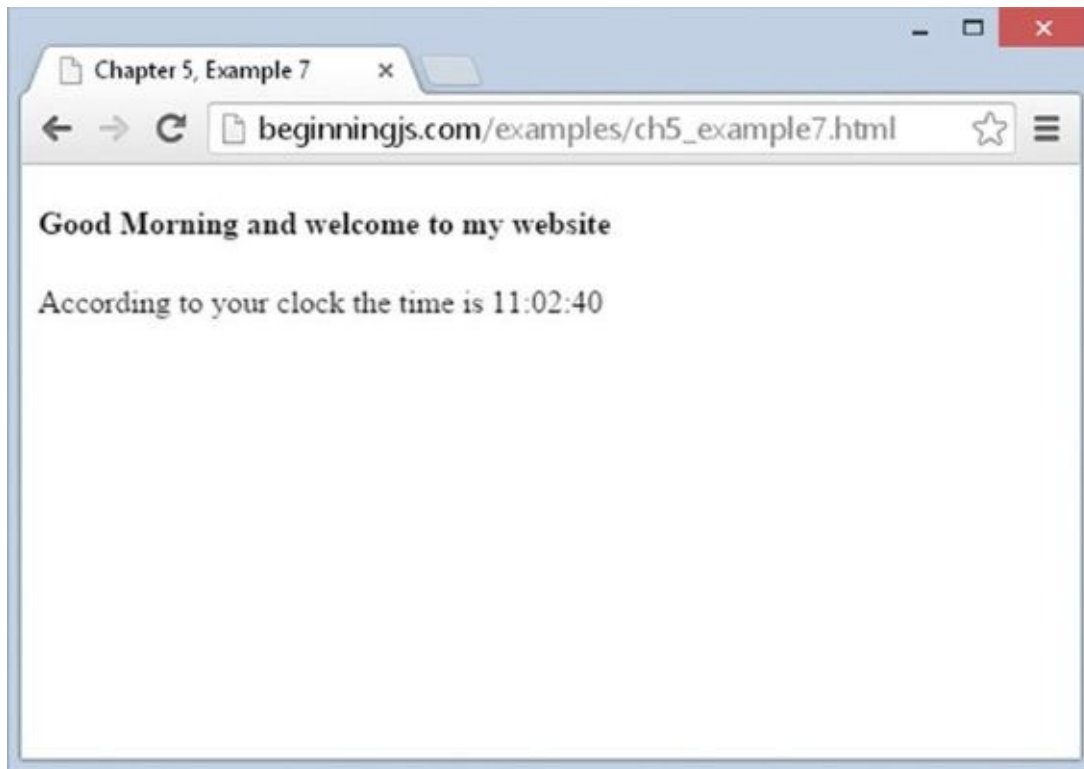 Chapter 5, Example 7
beginningjs.com/examples/ch5_example7.html
Good Morning and welcome to my website
According to your clock the time is 11:02:40